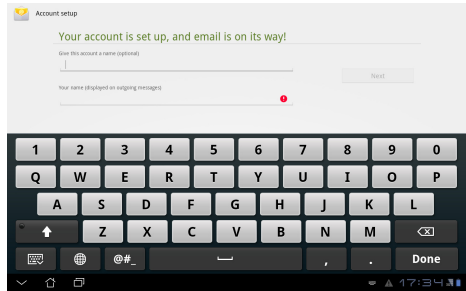 Account setup
Your account is set up, and email is on its way!
Give this account a name (optional)
Next
Your name (displayed on outgoing messages)
1 2 3 4 5 6 7 8 9 0
Q W E R T Y U I O P
A S D F G H J K L
Z X C V B N M
@#_ , . Done
17:34